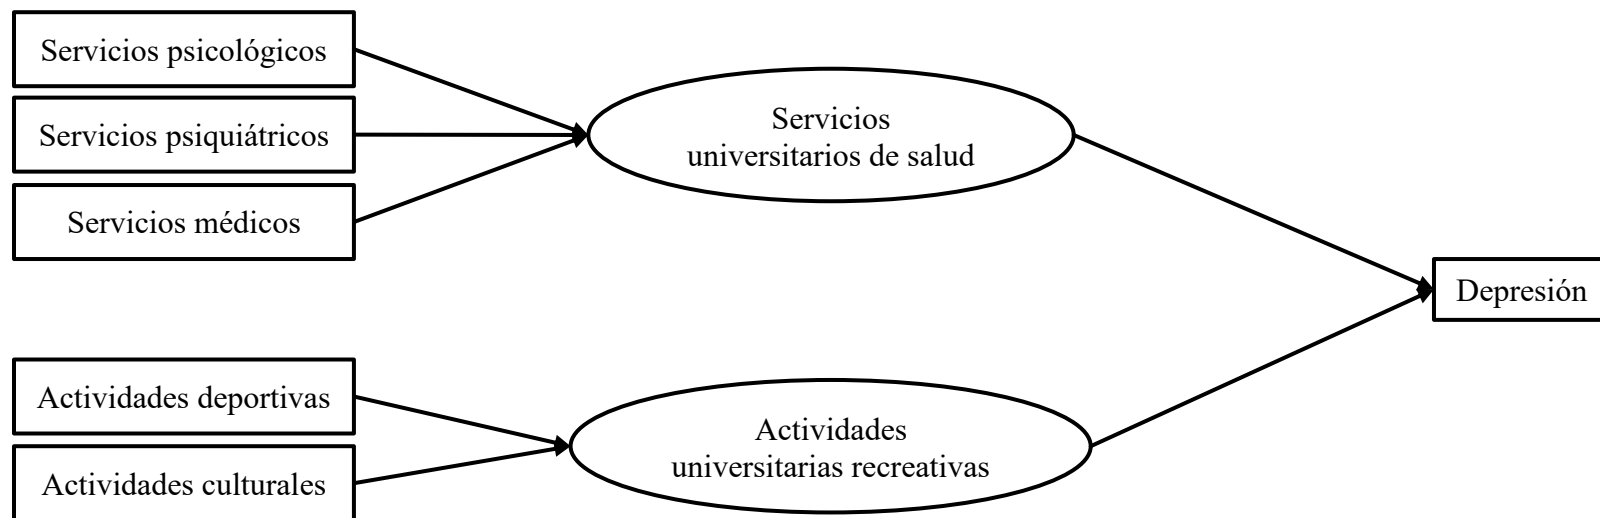 Servicios psicológicos
Servicios psiquiátricos
Servicios médicos
Servicios
universitarios de salud
Depresión
Actividades deportivas
Actividades culturales
Actividades
universitarias recreativas